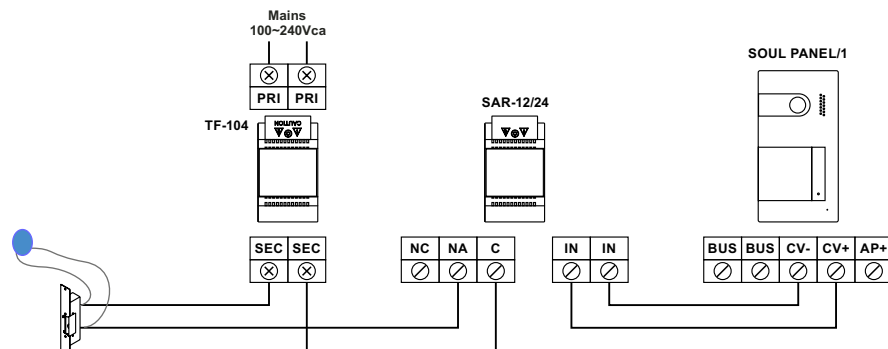 Mains
100~240Vca
SOUL PANEL/1
PRI PRI
SAR-12/24
TF-104
CAUTION
SEC SEC
NC NA C
IN IN
BUS BUS CV- CV+ AP+